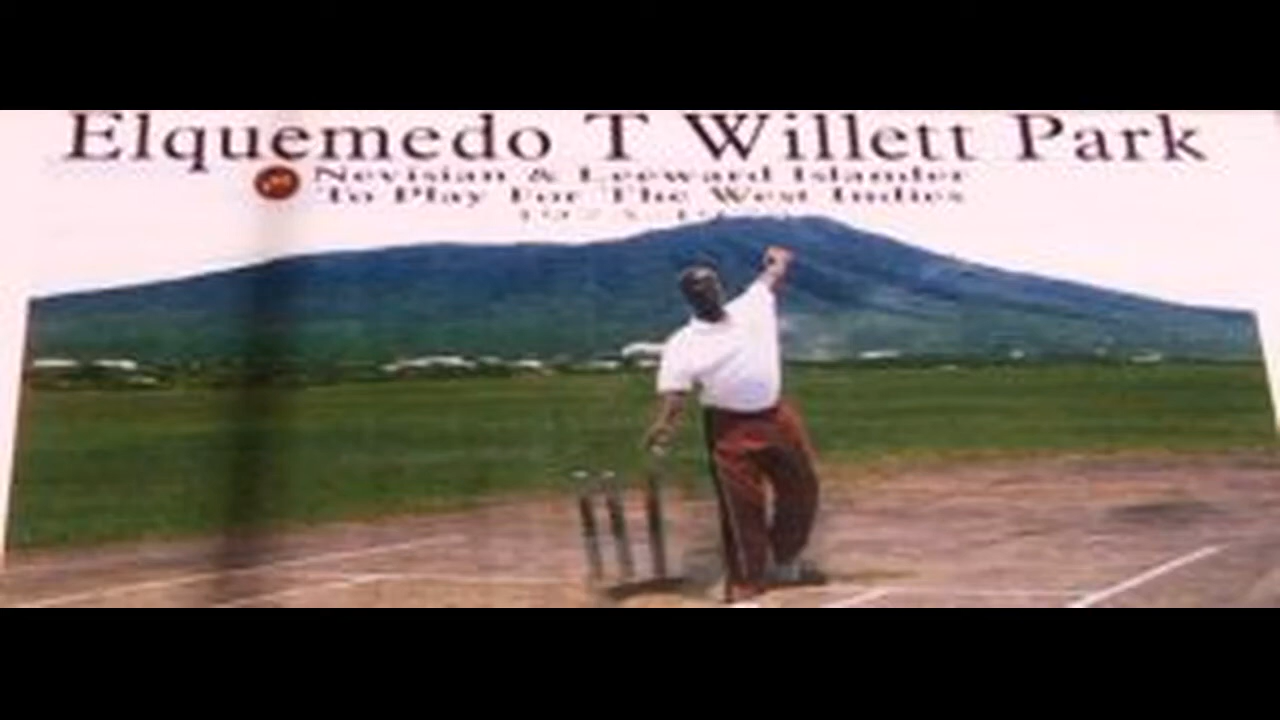 Elquemedo T Willett Park
Nevisian & Leeward Islander
To Play For The West Indies